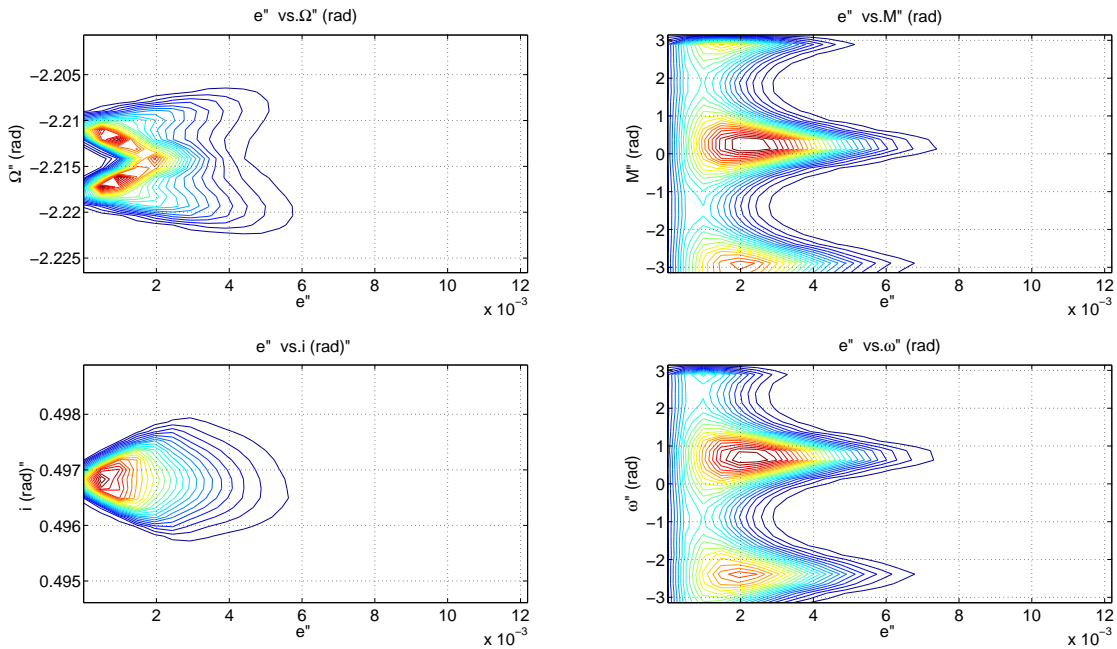 e"  vs.Ω" (rad)
−2.205
−2.21
−2.215
−2.22
−2.225
Ω" (rad)
2 4 6 8 10 12
e"
x 10⁻³
e"  vs.M" (rad)
3
2
1
0
−1
−2
−3
M" (rad)
2 4 6 8 10 12
e"
x 10⁻³
e"  vs.i (rad)"
0.498
0.497
0.496
0.495
i (rad)"
2 4 6 8 10 12
e"
x 10⁻³
e"  vs.ω" (rad)
3
2
1
0
−1
−2
−3
ω" (rad)
2 4 6 8 10 12
e"
x 10⁻³